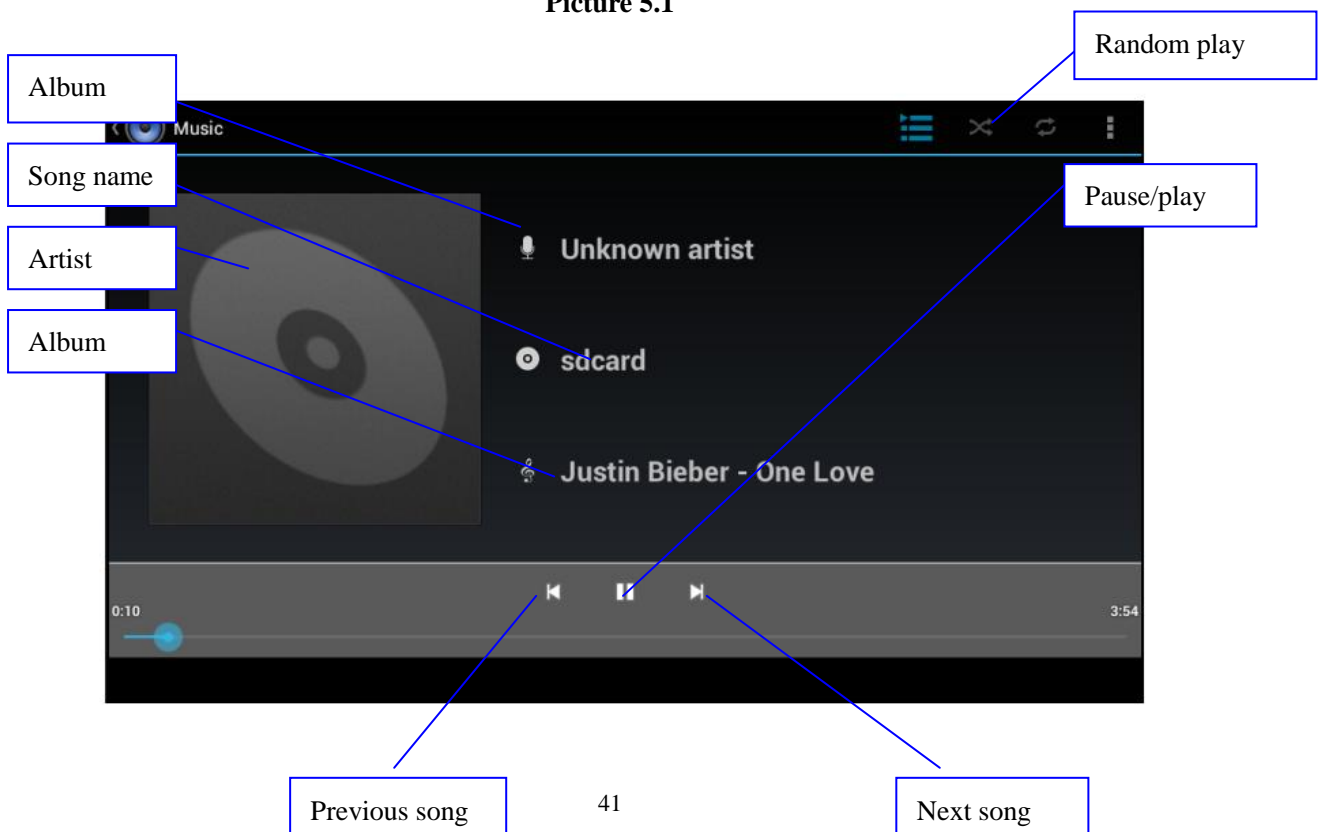 Picture 5.1
Random play
Album
Music
Song name
Pause/play
Artist
Unknown artist
Album
sdcard
Justin Bieber - One Love
0:10
3:54
Previous song
41
Next song